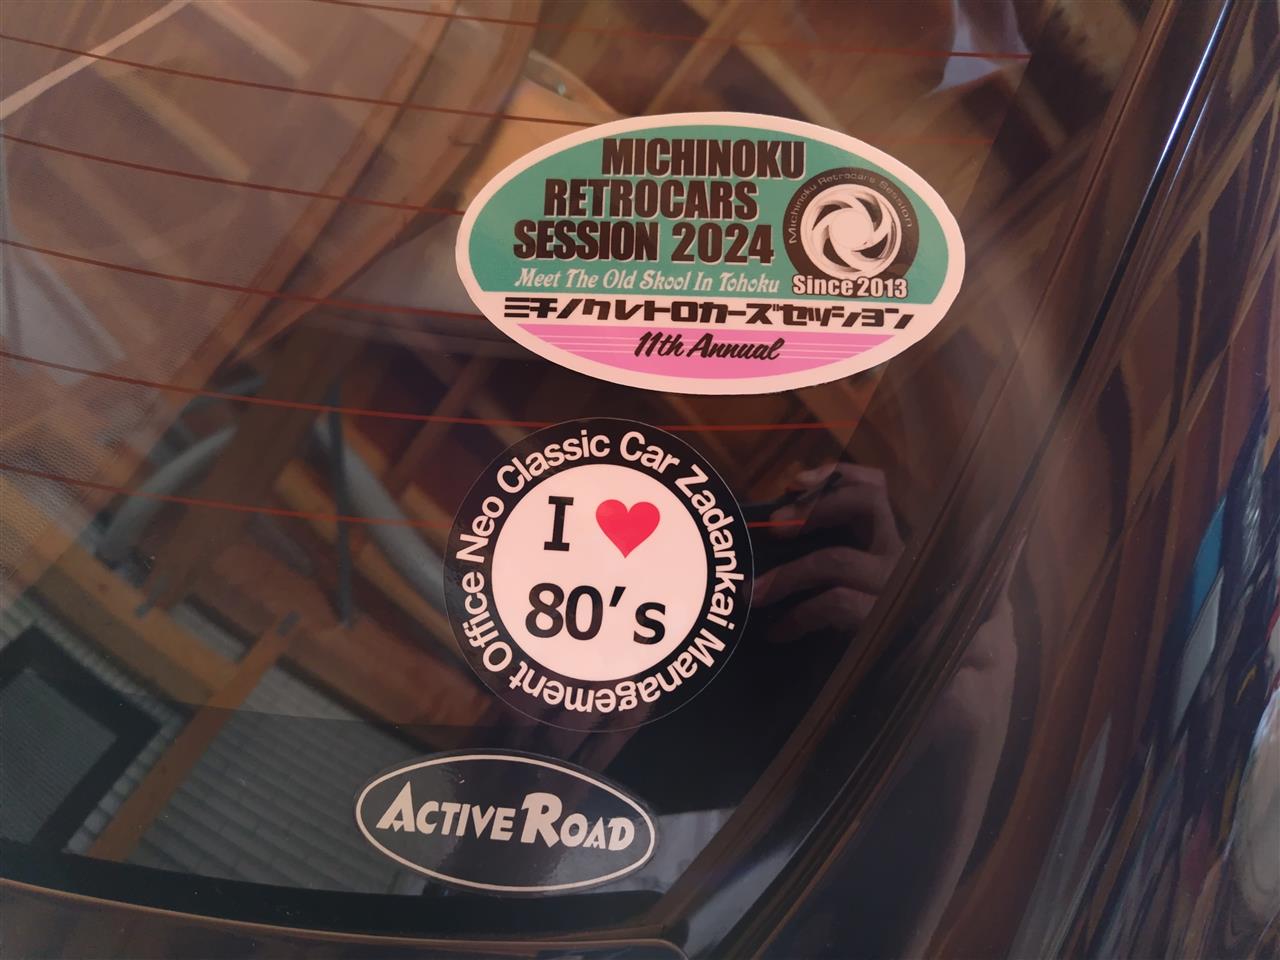 MICHINOKU
RETROCARS
SESSION 2024
Meet The Old Skool In Tohoku
Michinoku Retrocars Session
Since 2013
ミチノクレトロカーズセッション
11th Annual
Neo Classic Car Zadankai Management Office
I ♥
80's
ACTIVE ROAD